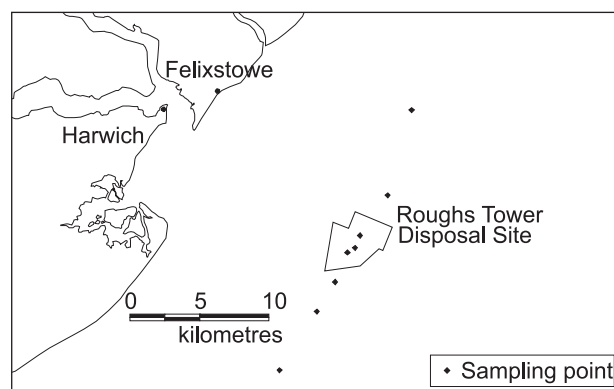 Felixstowe
Harwich
Roughs Tower
Disposal Site
0 5 10
kilometres
Sampling point